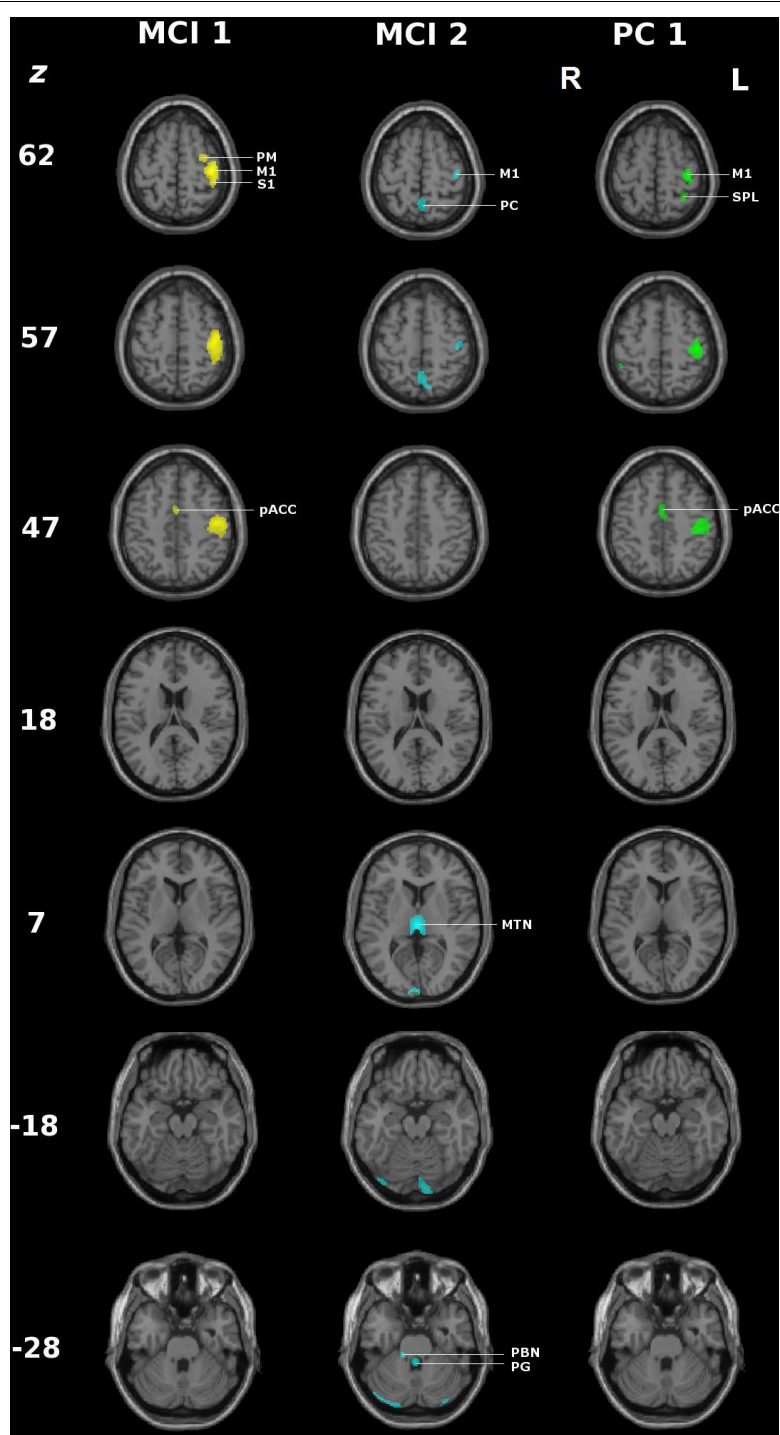 MCI 1 MCI 2 PC 1
z R L
62 PM
M1
S1
M1
PC
M1
SPL
57
47 pACC pACC
18
7 MTN
-18
-28 PBN
PG